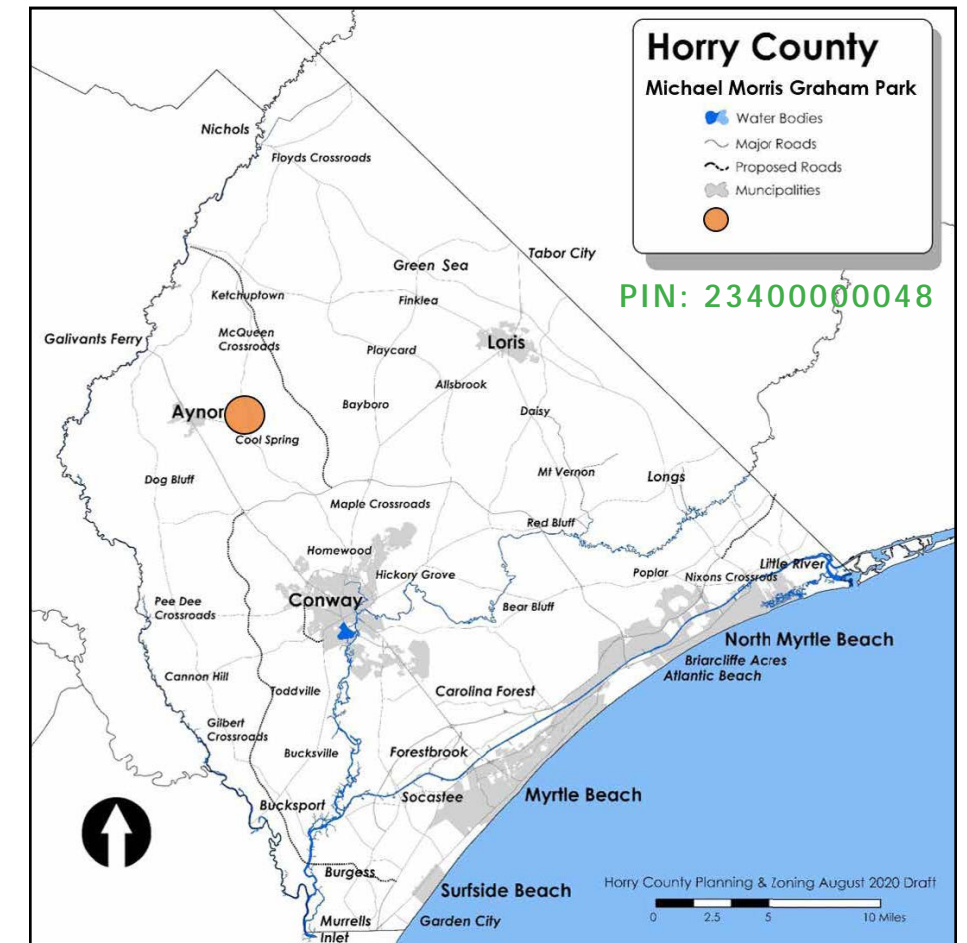 Horry County
Michael Morris Graham Park
Water Bodies
Major Roads
Proposed Roads
Muncipalities
PIN: 23400000048
Nichols
Floyds Crossroads
Tabor City
Green Sea
Ketchuptown
Finklea
Galivants Ferry
McQueen
Crossroads
Playcard
Loris
Allsbrook
Aynor
Bayboro
Daisy
Cool Spring
Dog Bluff
Mt Vernon
Longs
Maple Crossroads
Red Bluff
Homewood
Hickory Grove
Poplar
Nixons Crossrods
Little River
Conway
Pee Dee
Crossroads
Bear Bluff
North Myrtle Beach
Briarcliffe Acres
Atlantic Beach
Cannon Hill
Toddville
Carolina Forest
Gilbert
Crossroads
Bucksville
Forestbrook
Bucksport
Socastee
Myrtle Beach
Burgess
Surfside Beach
Horry County Planning & Zoning August 2020 Draft
0 2.5 5 10 Miles
Murrells
Inlet
Garden City